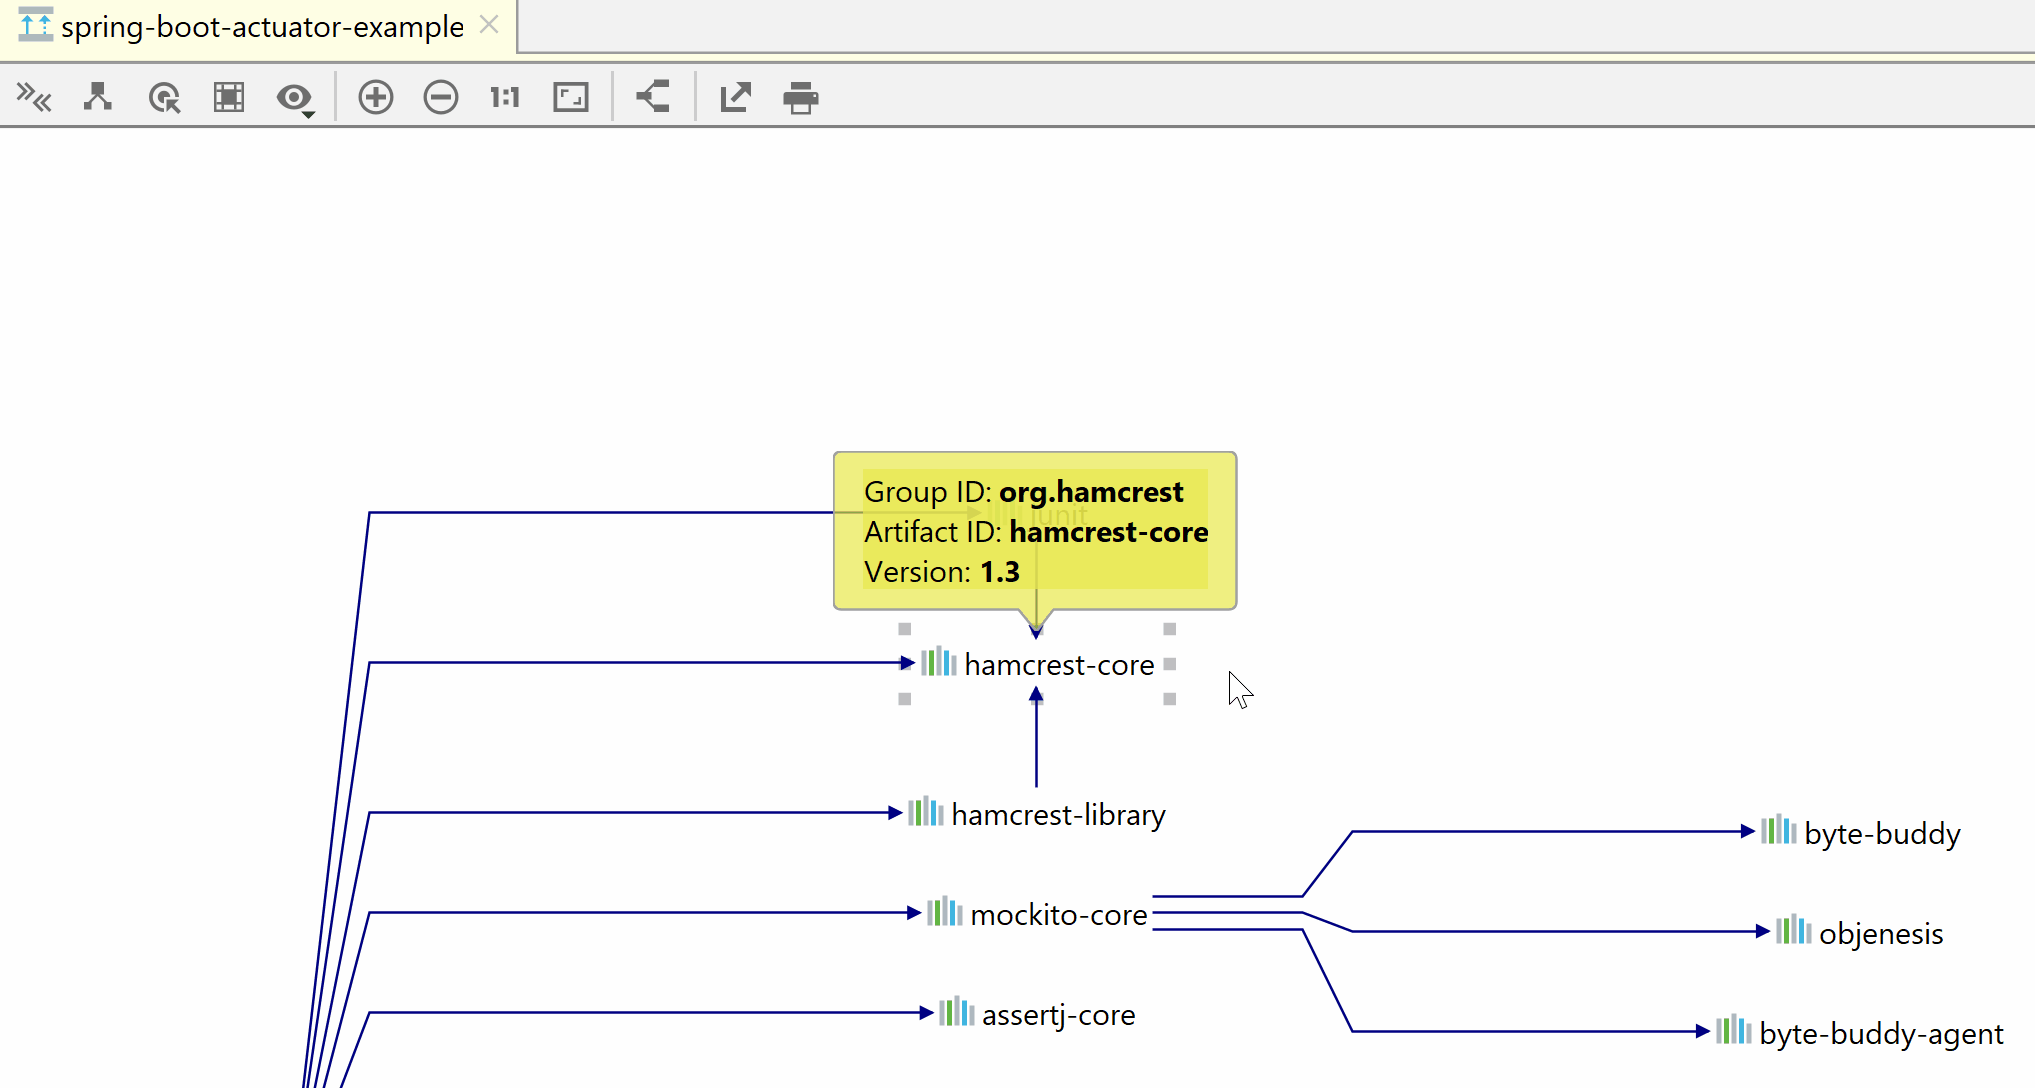 spring-boot-actuator-example
1:1
Group ID: org.hamcrest
junit
Artifact ID: hamcrest-core
Version: 1.3
hamcrest-core
hamcrest-library
byte-buddy
mockito-core
objenesis
assertj-core
byte-buddy-agent